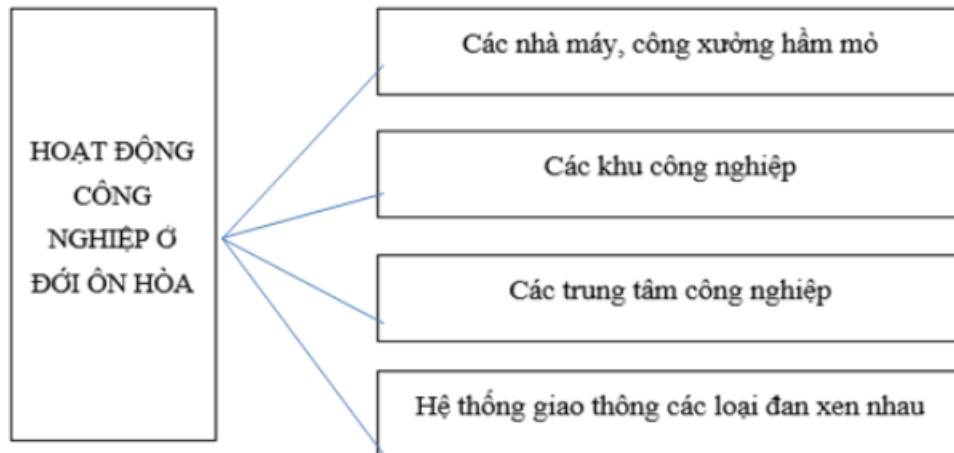 HOẠT ĐỘNG
CÔNG
NGHIỆP Ở
ĐỚI ÔN HÒA
Các nhà máy, công xưởng hầm mỏ
Các khu công nghiệp
Các trung tâm công nghiệp
Hệ thống giao thông các loại đan xen nhau